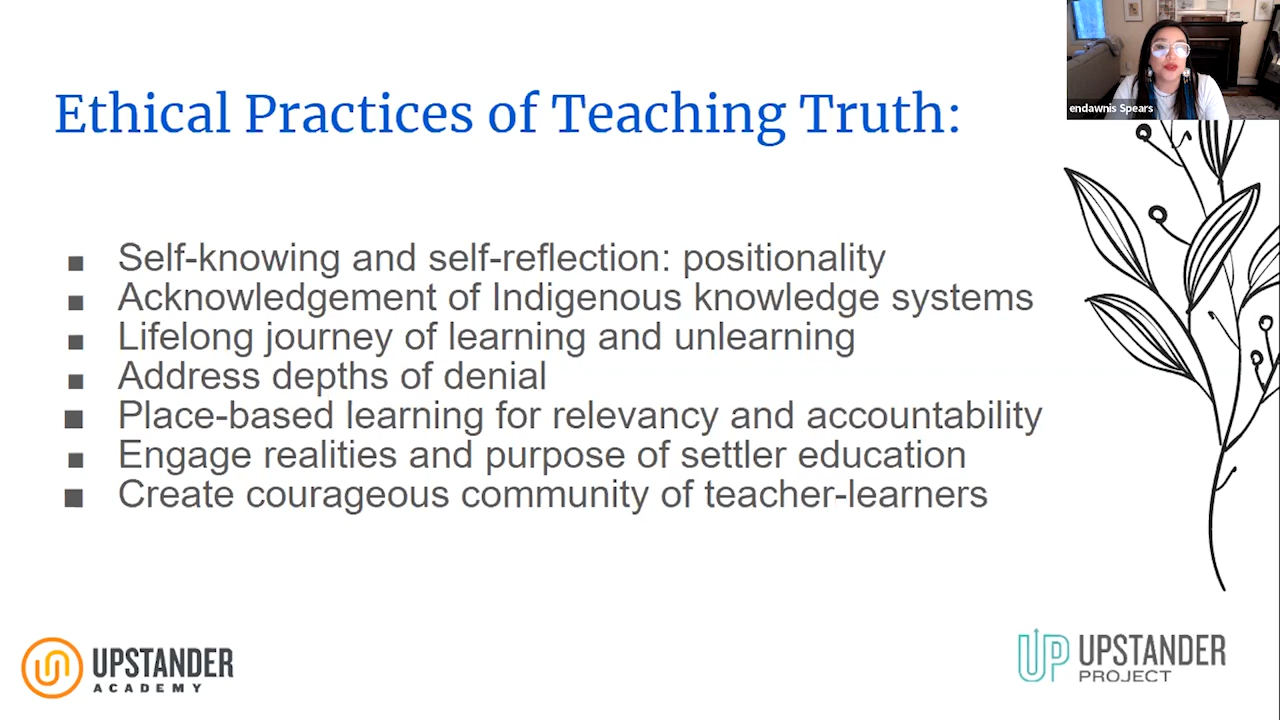 endawnis Spears
Ethical Practices of Teaching Truth:
■ Self-knowing and self-reflection: positionality
■ Acknowledgement of Indigenous knowledge systems
■ Lifelong journey of learning and unlearning
■ Address depths of denial
■ Place-based learning for relevancy and accountability
■ Engage realities and purpose of settler education
■ Create courageous community of teacher-learners
UPSTANDER
ACADEMY
UP UPSTANDER
PROJECT